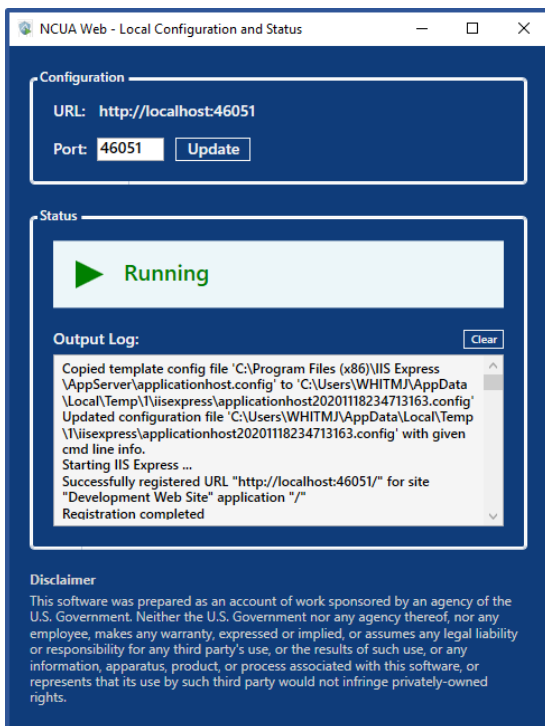 NCUA Web - Local Configuration and Status
Configuration
URL: http://localhost:46051
Port: 46051 Update
Status
Running
Output Log: Clear
Copied template config file 'C:\Program Files (x86)\IIS Express
\AppServer\applicationhost.config' to 'C:\Users\WHITMJ\AppData
\Local\Temp\1\iisexpress\applicationhost20201118234713163.config'
Updated configuration file 'C:\Users\WHITMJ\AppData\Local\Temp
\1\iisexpress\applicationhost20201118234713163.config' with given
cmd line info.
Starting IIS Express ...
Successfully registered URL "http://localhost:46051/" for site
"Development Web Site" application "/"
Registration completed
Disclaimer
This software was prepared as an account of work sponsored by an agency of the
U.S. Government. Neither the U.S. Government nor any agency thereof, nor any
employee, makes any warranty, expressed or implied, or assumes any legal liability
or responsibility for any third party's use, or the results of such use, or any
information, apparatus, product, or process associated with this software, or
represents that its use by such third party would not infringe privately-owned
rights.